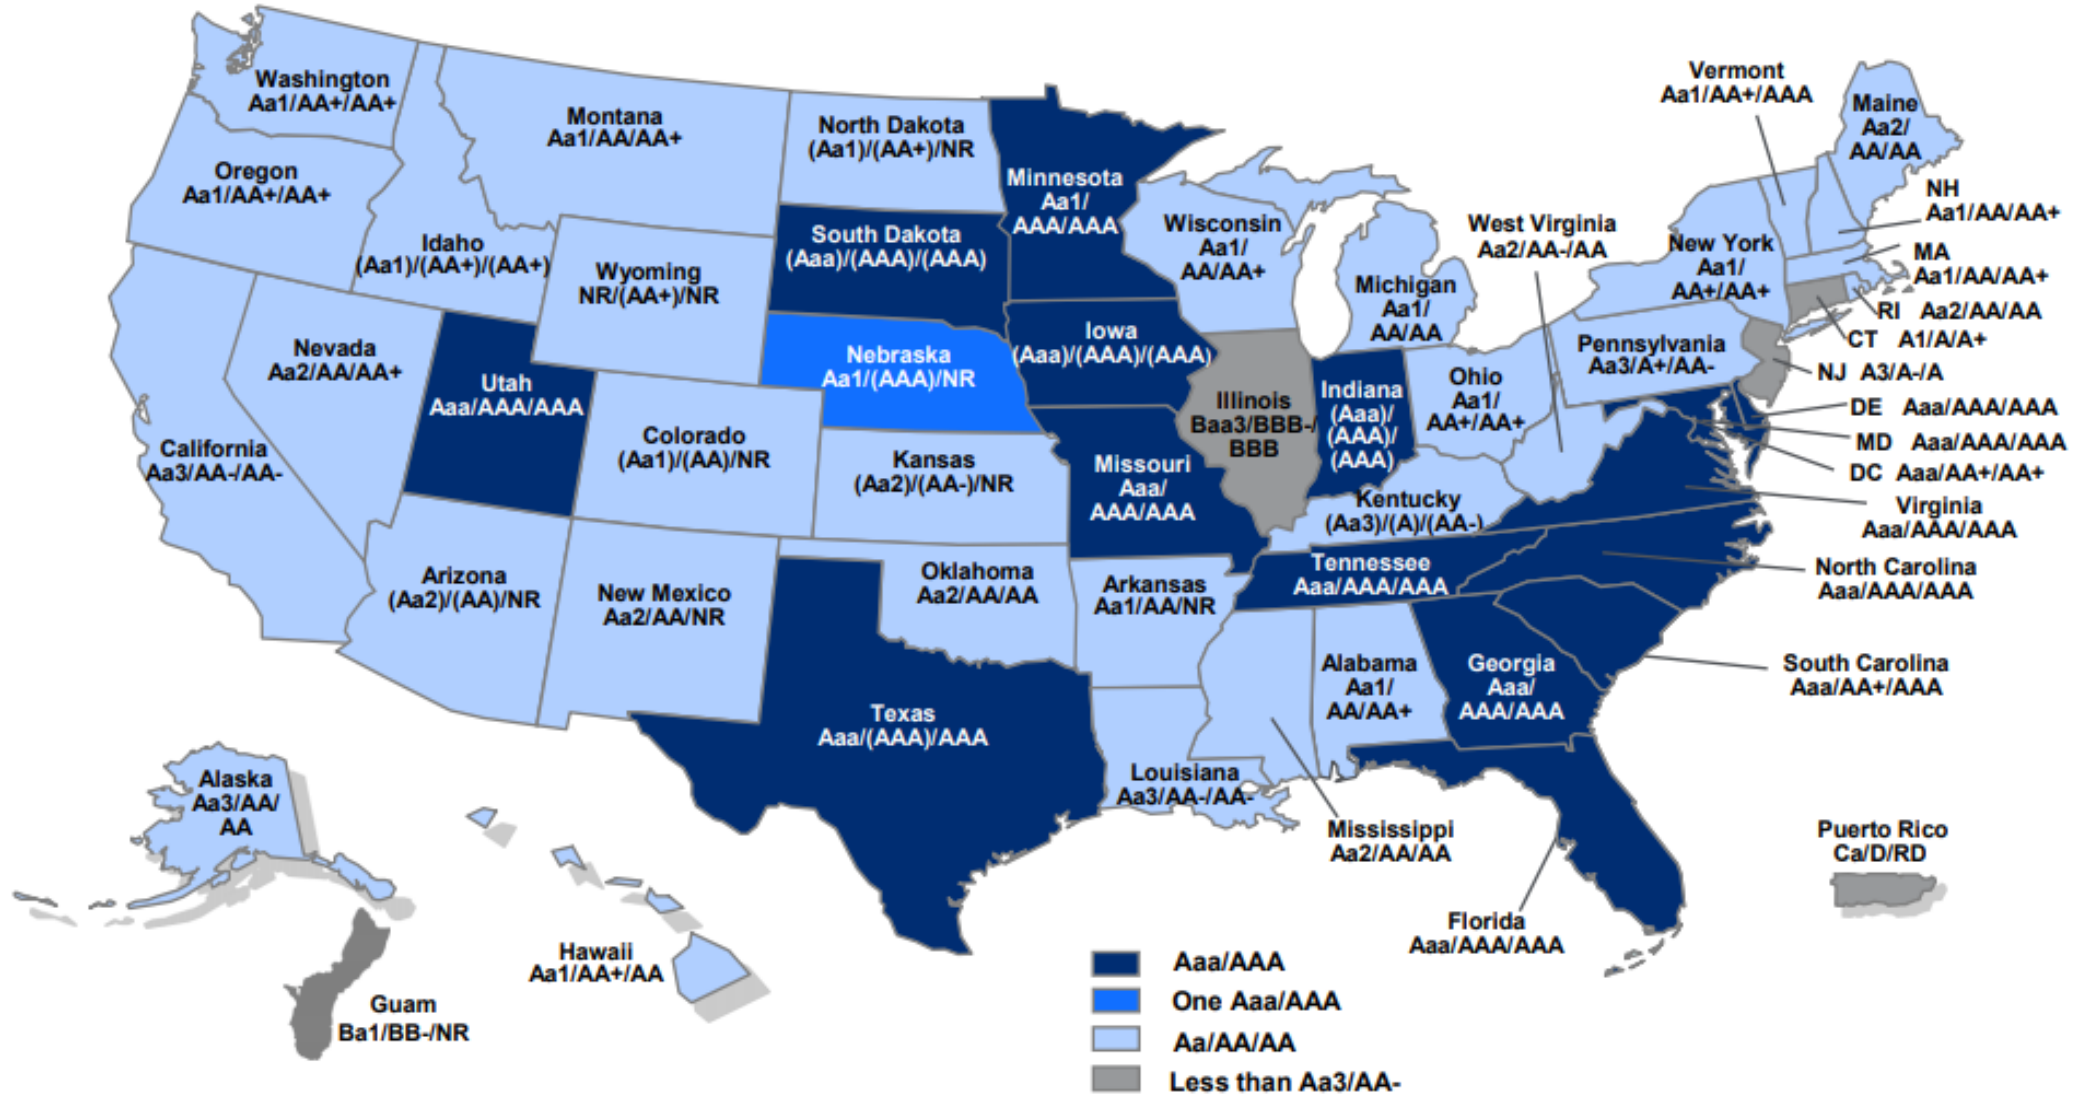 Washington
Aa1/AA+/AA+
Oregon
Aa1/AA+/AA+
Montana
Aa1/AA/AA+
Idaho
(Aa1)/(AA+)/(AA+)
North Dakota
(Aa1)/(AA+)/NR
South Dakota
(Aaa)/(AAA)/(AAA)
Wyoming
NR/(AA+)/NR
Nebraska
Aa1/(AAA)/NR
Minnesota
Aa1/
AAA/AAA
Wisconsin
Aa1/
AA/AA+
Michigan
Aa1/
AA/AA
Iowa
(Aaa)/(AAA)/(AAA)
Nevada
Aa2/AA/AA+
Utah
Aaa/AAA/AAA
California
Aa3/AA-/AA-
Colorado
(Aa1)/(AA)/NR
Kansas
(Aa2)/(AA-)/NR
Missouri
Aaa/
AAA/AAA
Illinois
Baa3/BBB-/
BBB
Indiana
(Aaa)/
(AAA)/
(AAA)
Ohio
Aa1/
AA+/AA+
Kentucky
(Aa3)/(A)/(AA-)
West Virginia
Aa2/AA-/AA
Pennsylvania
Aa3/A+/AA-
New York
Aa1/
AA+/AA+
Vermont
Aa1/AA+/AAA
Maine
Aa2/
AA/AA
NH
Aa1/AA/AA+
MA
Aa1/AA/AA+
RI Aa2/AA/AA
CT A1/A/A+
NJ A3/A-/A
DE Aaa/AAA/AAA
MD Aaa/AAA/AAA
DC Aaa/AA+/AA+
Virginia
Aaa/AAA/AAA
North Carolina
Aaa/AAA/AAA
South Carolina
Aaa/AA+/AAA
Arizona
(Aa2)/(AA)/NR
New Mexico
Aa2/AA/NR
Oklahoma
Aa2/AA/AA
Arkansas
Aa1/AA/NR
Tennessee
Aaa/AAA/AAA
Texas
Aaa/(AAA)/AAA
Louisiana
Aa3/AA-/AA-
Mississippi
Aa2/AA/AA
Alabama
Aa1/
AA/AA+
Georgia
Aaa/
AAA/AAA
Florida
Aaa/AAA/AAA
Alaska
Aa3/AA/
AA
Hawaii
Aa1/AA+/AA
Guam
Ba1/BB-/NR
Puerto Rico
Ca/D/RD
Aaa/AAA
One Aaa/AAA
Aa/AA/AA
Less than Aa3/AA-